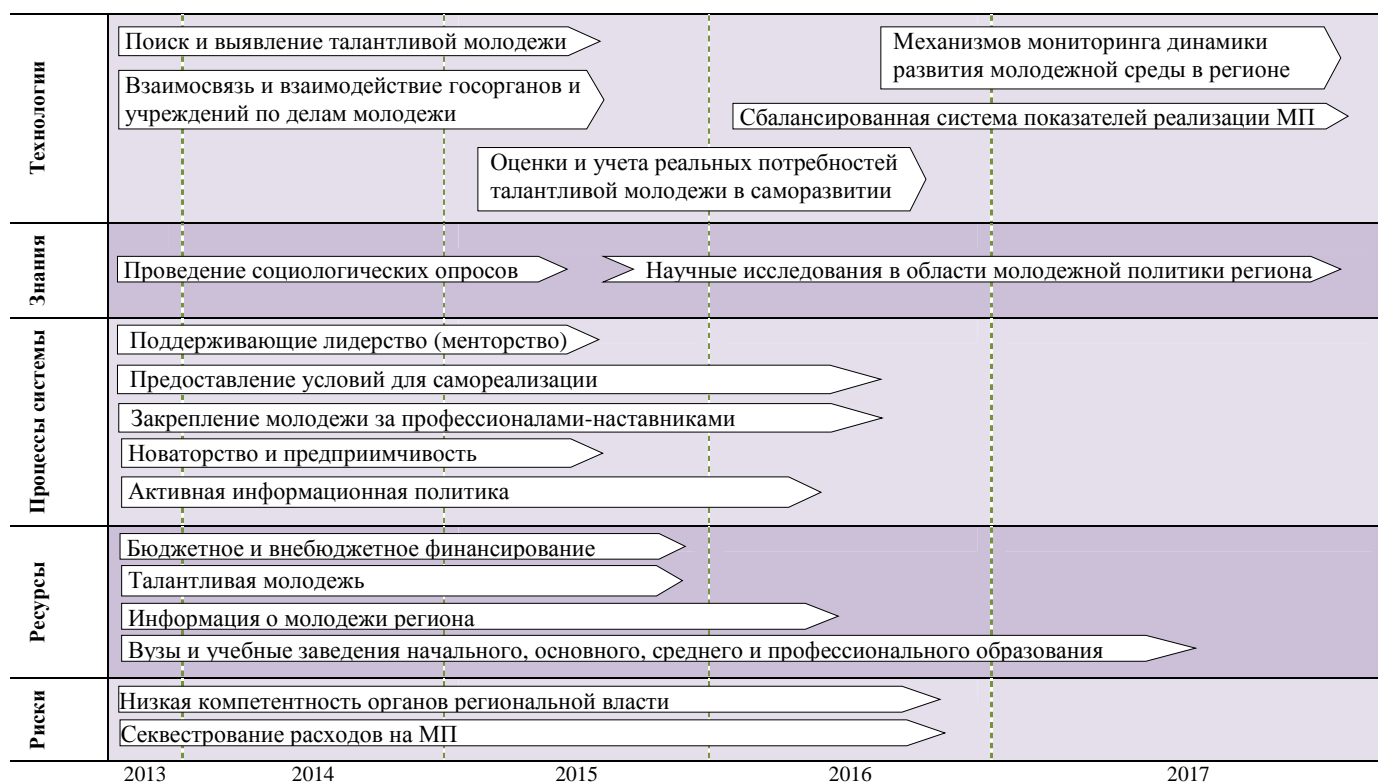 Технологии
Поиск и выявление талантливой молодежи
Взаимосвязь и взаимодействие госорганов и
учреждений по делам молодежи
Механизмов мониторинга динамики
развития молодежной среды в регионе
Сбалансированная система показателей реализации МП
Оценки и учета реальных потребностей
талантливой молодежи в саморазвитии
Знания
Проведение социологических опросов
Научные исследования в области молодежной политики региона
Процессы системы
Поддерживающие лидерство (менторство)
Предоставление условий для самореализации
Закрепление молодежи за профессионалами-наставниками
Новаторство и предприимчивость
Активная информационная политика
Ресурсы
Бюджетное и внебюджетное финансирование
Талантливая молодежь
Информация о молодежи региона
Вузы и учебные заведения начального, основного, среднего и профессионального образования
Риски
Низкая компетентность органов региональной власти
Секвестрование расходов на МП
2013 2014 2015 2016 2017